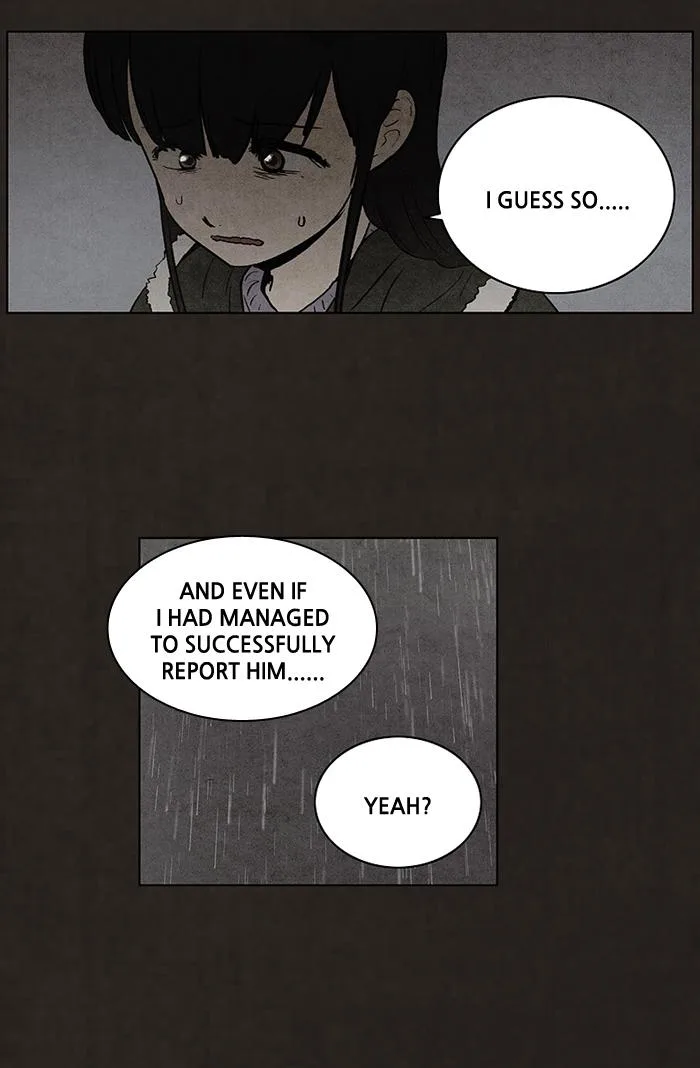 I GUESS SO.....
AND EVEN IF
I HAD MANAGED
TO SUCCESSFULLY
REPORT HIM......
YEAH?